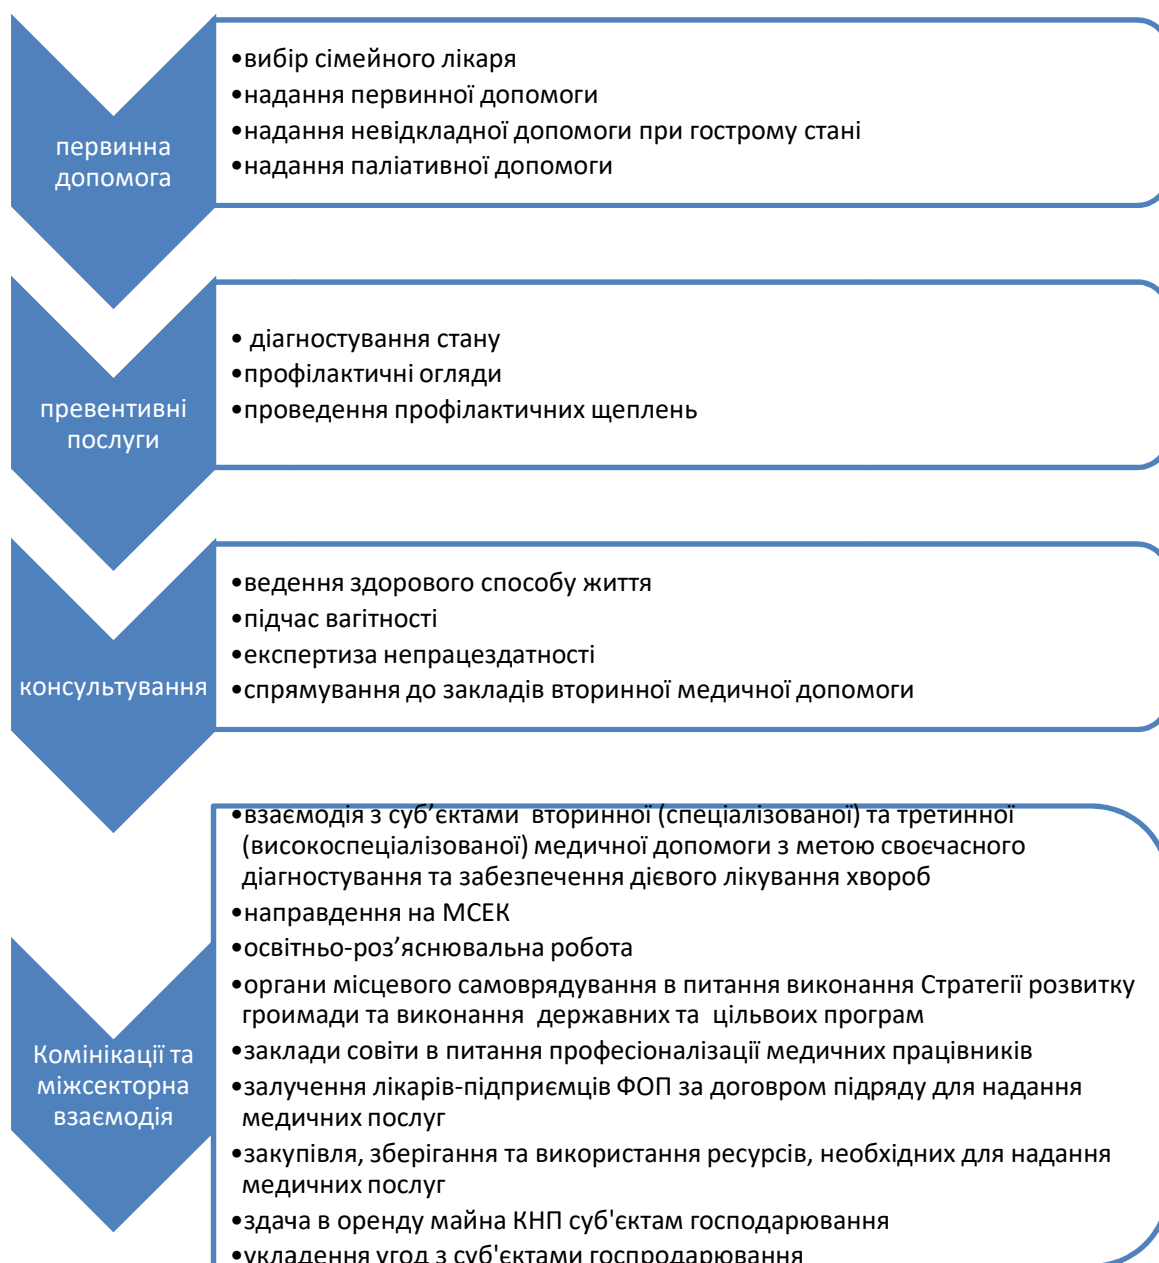 первинна
допомога
•вибір сімейного лікаря
•надання первинної допомоги
•надання невідкладної допомоги при гострому стані
•надання паліативної допомоги
превентивні
послуги
• діагностування стану
•профілактичні огляди
•проведення профілактичних щеплень
консультування
•ведення здорового способу життя
•підчас вагітності
•експертиза непрацездатності
•спрямування до закладів вторинної медичної допомоги
Комінікації та
міжсекторна
взаємодія
•взаємодія з суб’єктами вторинної (спеціалізованої) та третинної
(високоспеціалізованої) медичної допомоги з метою своєчасного
діагностування та забезпечення дієвого лікування хвороб
•направдення на МСЕК
•освітньо-роз’яснювальна робота
•органи місцевого самоврядування в питання виконання Стратегії розвитку
гроимади та виконання державних та цільвоих програм
•заклади совіти в питання професіоналізації медичних працівників
•залучення лікарів-підприємців ФОП за договром підряду для надання
медичних послуг
•закупівля, зберігання та використання ресурсів, необхідних для надання
медичних послуг
•здача в оренду майна КНП суб'єктам господарювання
•укладення угод з суб'єктами госпродарювання